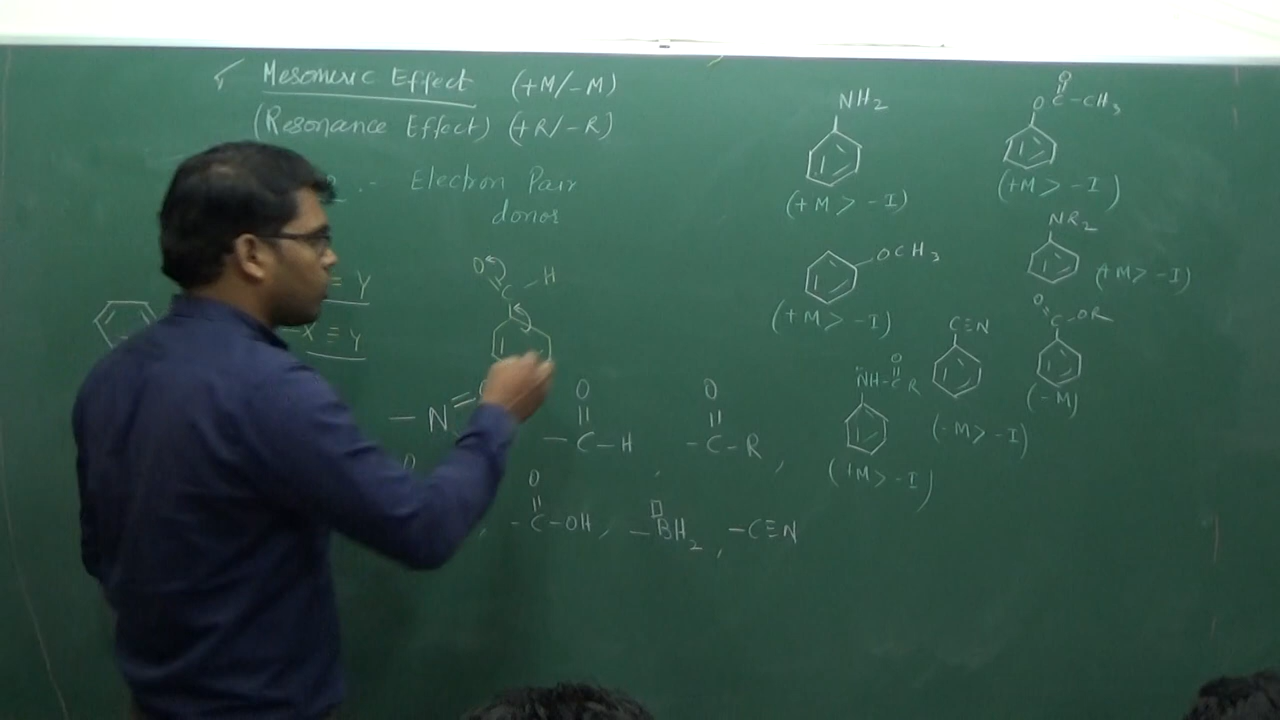 Mesomeric Effect (+M/-M)
(Resonance Effect) (+R/-R)
:- Electron Pair
donor
= Y
-X ≡ Y
O
C - H
- N = O
O
- C - H
O
- C - R
,
O
- C - OH, - BH2, - C≡N
NH2
(+M > -I)
OCH3
(+M > -I)
O
O C - CH3
(+M > -I)
NR2
(+M > -I)
O
C - OR
(-M)
C≡N
(-M > -I)
O
NH - C R
(+M > -I)